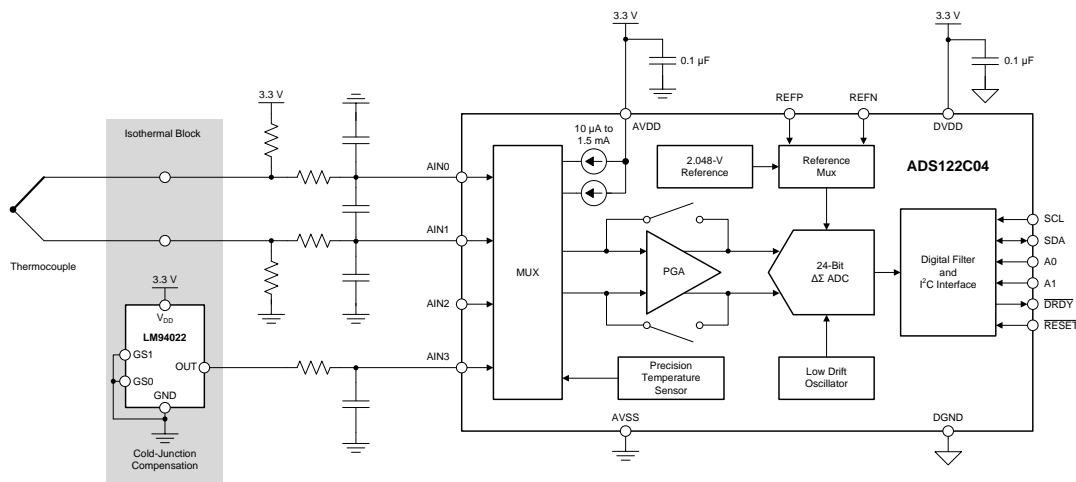 3.3 V
0.1 µF
3.3 V
0.1 µF
3.3 V
REFP
REFN
Isothermal Block
10 µA to
1.5 mA
AVDD
DVDD
2.048-V
Reference
Reference
Mux
ADS122C04
AIN0
AIN1
AIN2
AIN3
MUX
PGA
24-Bit
ΔΣ ADC
Digital Filter
and
I²C Interface
SCL
SDA
A0
A1
DRDY
RESET
Thermocouple
3.3 V
VDD
LM94022
GS1
GS0
OUT
GND
Precision
Temperature
Sensor
Low Drift
Oscillator
AVSS
DGND
Cold-Junction
Compensation